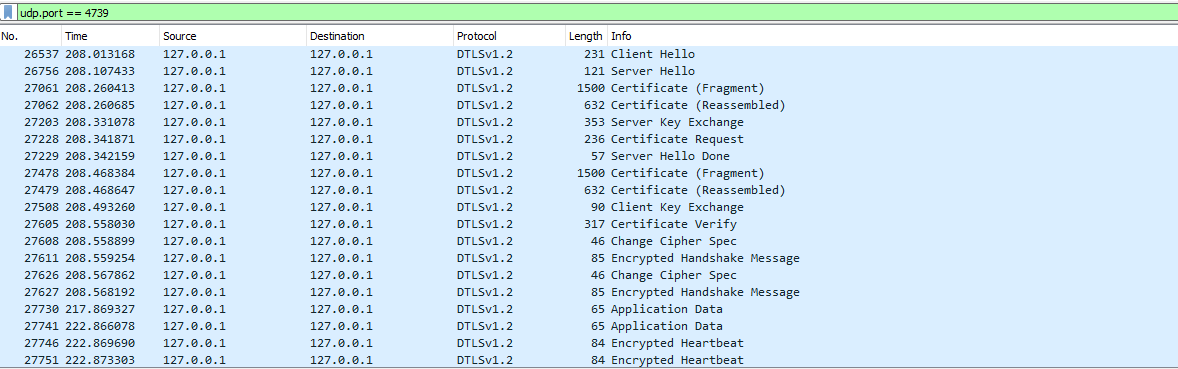 udp.port == 4739
No. Time Source Destination Protocol Length Info
26537 208.013168 127.0.0.1 127.0.0.1 DTLSv1.2 231 Client Hello
26756 208.107433 127.0.0.1 127.0.0.1 DTLSv1.2 121 Server Hello
27061 208.260413 127.0.0.1 127.0.0.1 DTLSv1.2 1500 Certificate (Fragment)
27062 208.260685 127.0.0.1 127.0.0.1 DTLSv1.2 632 Certificate (Reassembled)
27203 208.331078 127.0.0.1 127.0.0.1 DTLSv1.2 353 Server Key Exchange
27228 208.341871 127.0.0.1 127.0.0.1 DTLSv1.2 236 Certificate Request
27229 208.342159 127.0.0.1 127.0.0.1 DTLSv1.2 57 Server Hello Done
27478 208.468384 127.0.0.1 127.0.0.1 DTLSv1.2 1500 Certificate (Fragment)
27479 208.468647 127.0.0.1 127.0.0.1 DTLSv1.2 632 Certificate (Reassembled)
27508 208.493260 127.0.0.1 127.0.0.1 DTLSv1.2 90 Client Key Exchange
27605 208.558030 127.0.0.1 127.0.0.1 DTLSv1.2 317 Certificate Verify
27608 208.558899 127.0.0.1 127.0.0.1 DTLSv1.2 46 Change Cipher Spec
27611 208.559254 127.0.0.1 127.0.0.1 DTLSv1.2 85 Encrypted Handshake Message
27626 208.567862 127.0.0.1 127.0.0.1 DTLSv1.2 46 Change Cipher Spec
27627 208.568192 127.0.0.1 127.0.0.1 DTLSv1.2 85 Encrypted Handshake Message
27730 217.869327 127.0.0.1 127.0.0.1 DTLSv1.2 65 Application Data
27741 222.866078 127.0.0.1 127.0.0.1 DTLSv1.2 65 Application Data
27746 222.869690 127.0.0.1 127.0.0.1 DTLSv1.2 84 Encrypted Heartbeat
27751 222.873303 127.0.0.1 127.0.0.1 DTLSv1.2 84 Encrypted Heartbeat